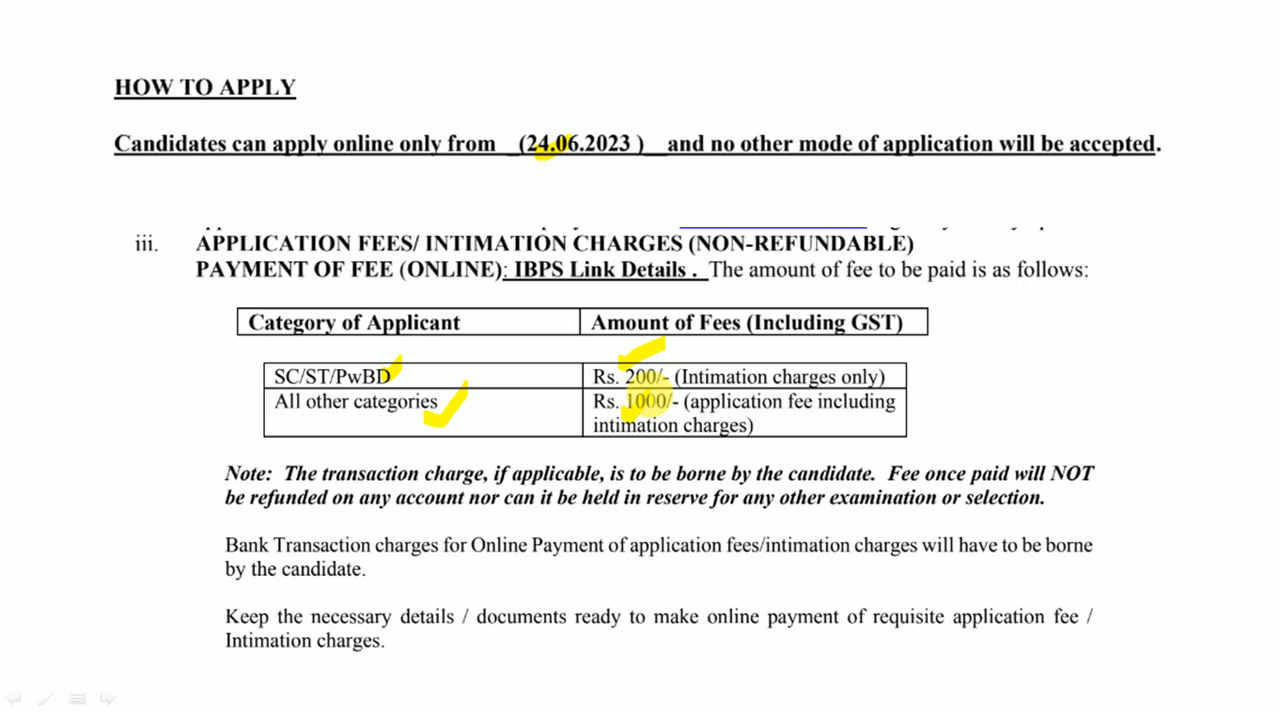 HOW TO APPLY
Candidates can apply online only from _(24.06.2023 )__ and no other mode of application will be accepted.
iii. APPLICATION FEES/ INTIMATION CHARGES (NON-REFUNDABLE)
PAYMENT OF FEE (ONLINE): IBPS Link Details . The amount of fee to be paid is as follows:
Category of Applicant Amount of Fees (Including GST)
SC/ST/PwBD Rs. 200/- (Intimation charges only)
All other categories Rs. 1000/- (application fee including
intimation charges)
Note: The transaction charge, if applicable, is to be borne by the candidate. Fee once paid will NOT
be refunded on any account nor can it be held in reserve for any other examination or selection.
Bank Transaction charges for Online Payment of application fees/intimation charges will have to be borne
by the candidate.
Keep the necessary details / documents ready to make online payment of requisite application fee /
Intimation charges.